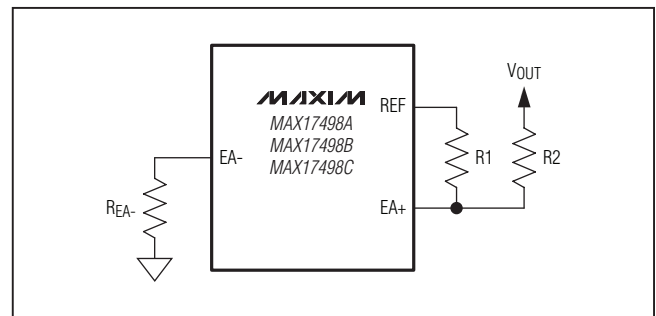 VOUT
MAXIM
MAX17498A
MAX17498B
MAX17498C
REF
R1
R2
EA-
REA-
EA+